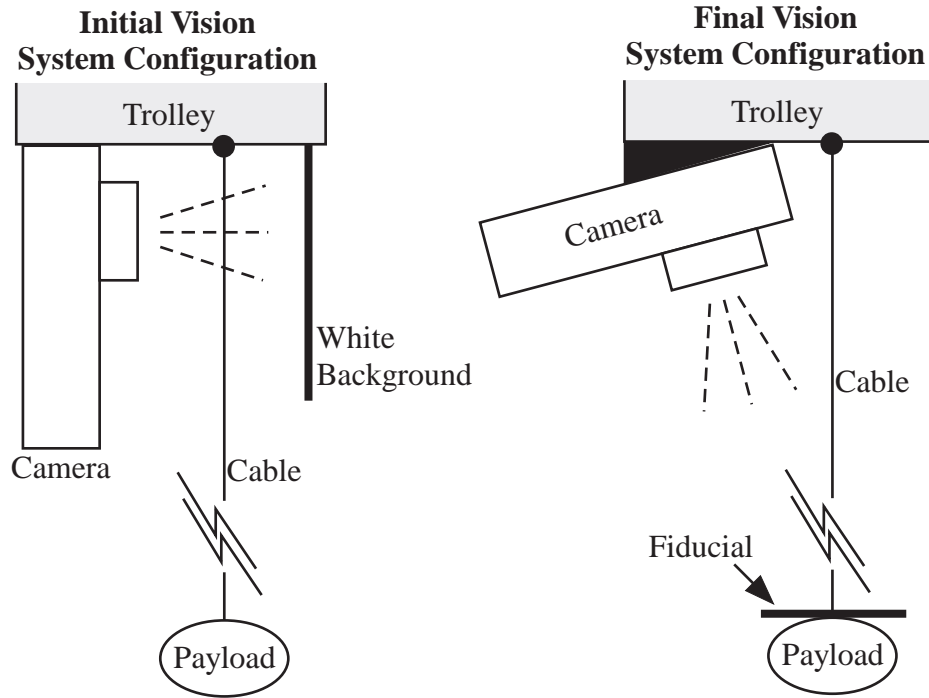 Initial Vision
System Configuration
Trolley
White
Background
Camera
Cable
Payload
Final Vision
System Configuration
Trolley
Camera
Cable
Fiducial
Payload